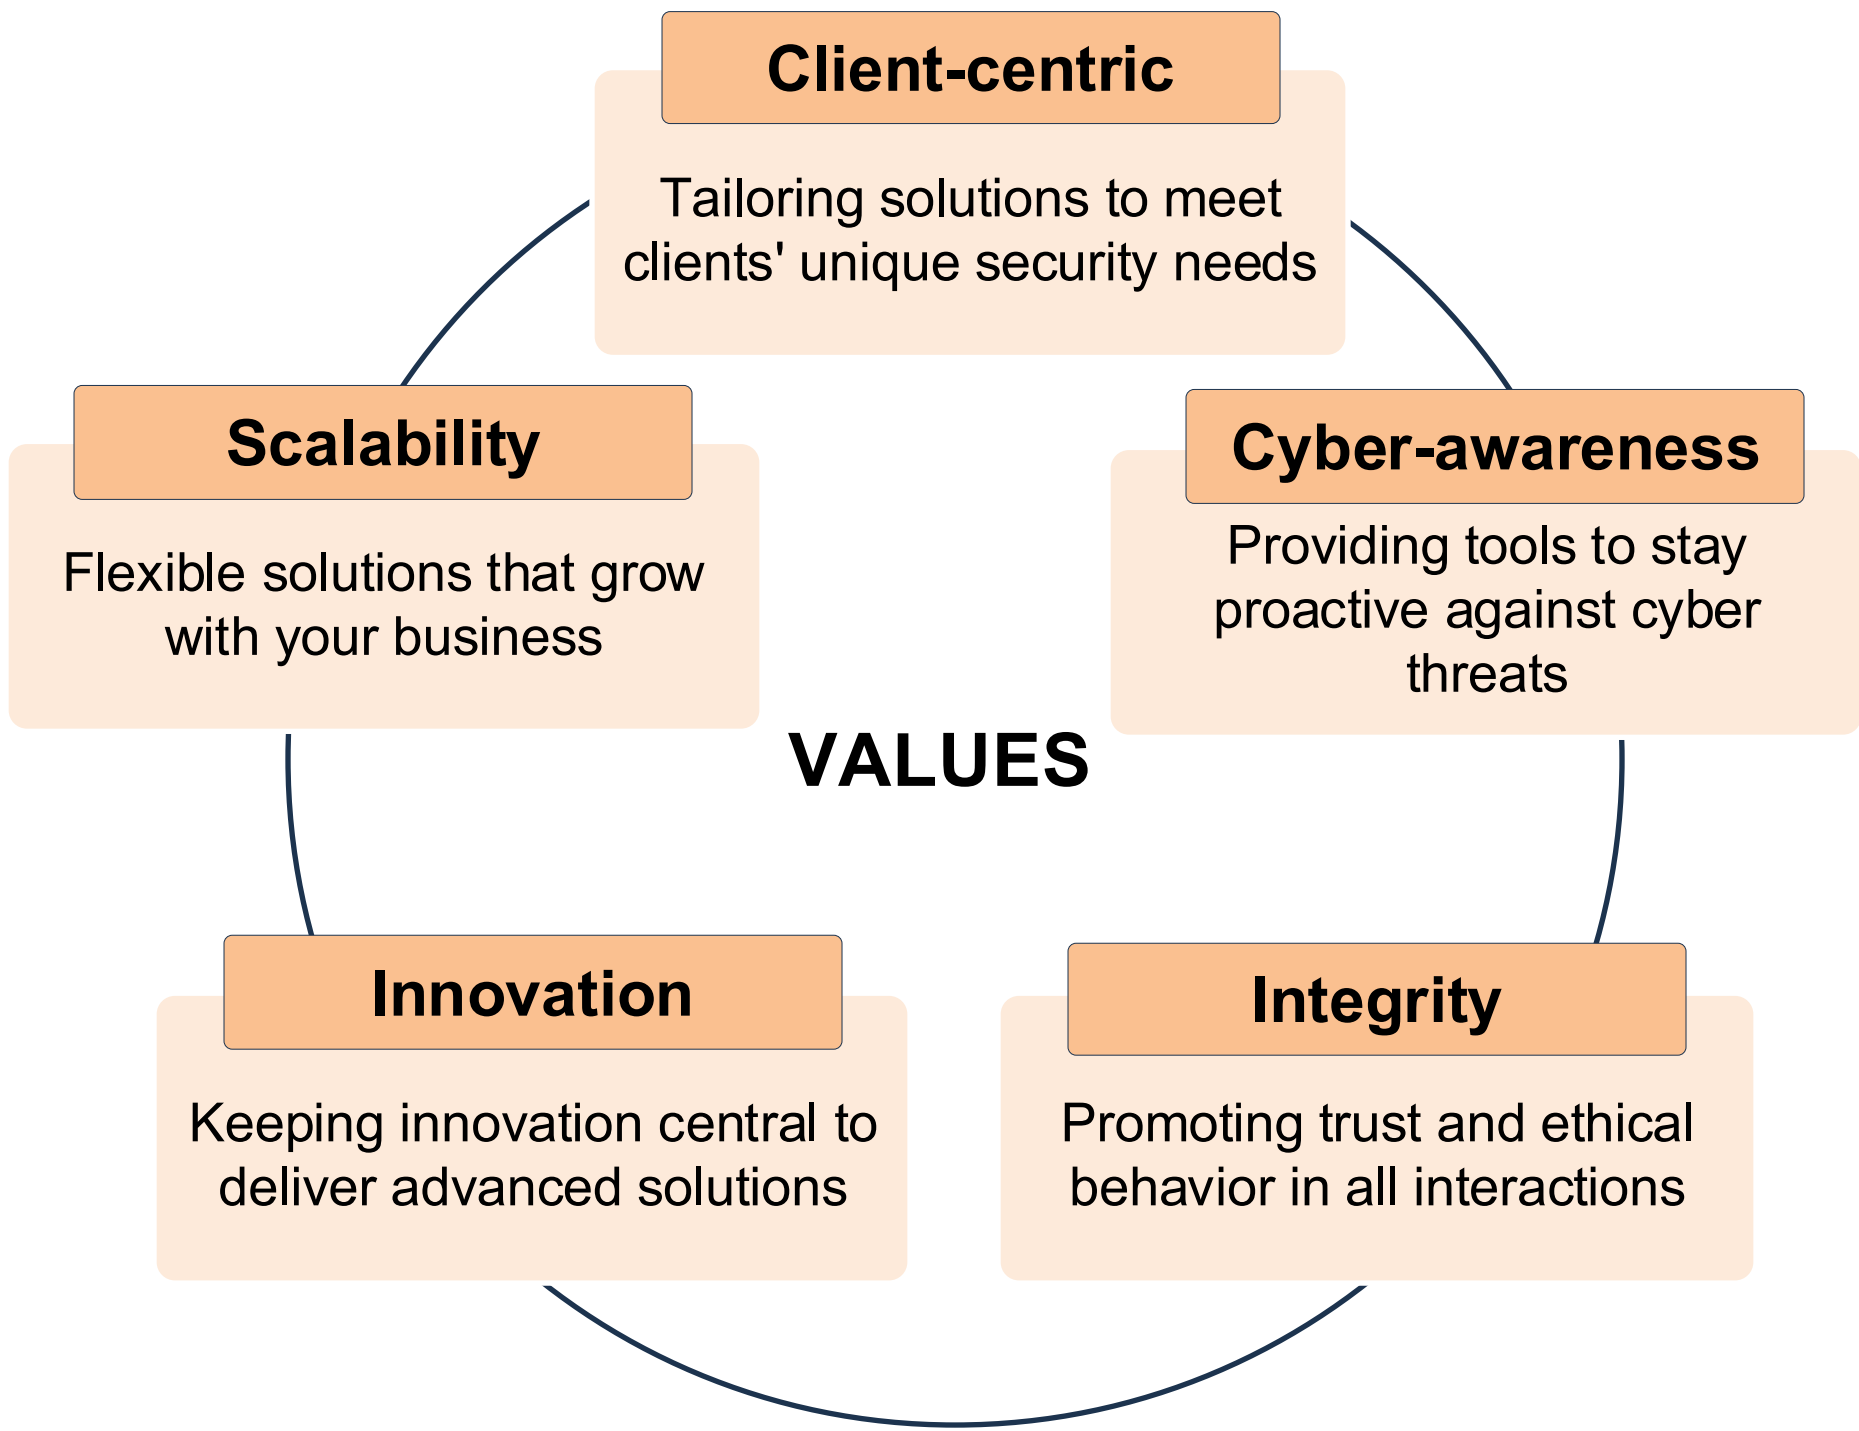 Client-centric
Tailoring solutions to meet
clients' unique security needs
Scalability
Flexible solutions that grow
with your business
Cyber-awareness
Providing tools to stay
proactive against cyber
threats
VALUES
Innovation
Keeping innovation central to
deliver advanced solutions
Integrity
Promoting trust and ethical
behavior in all interactions